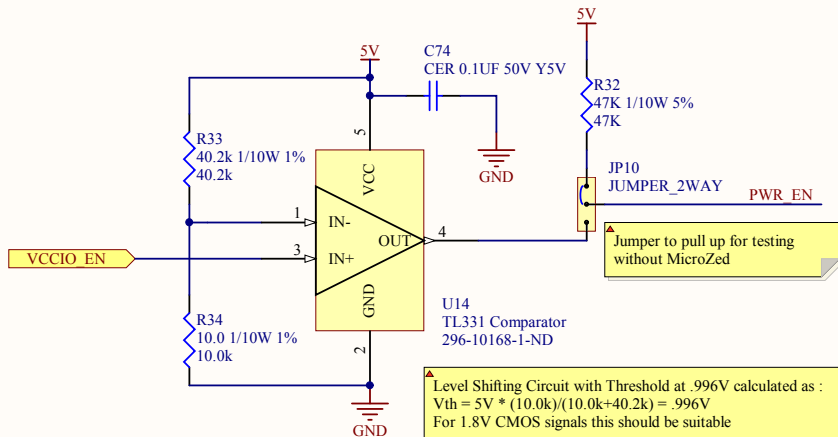 5V
C74
CER 0.1UF 50V Y5V
GND
5V
R32
47K 1/10W 5%
47K
JP10
JUMPER_2WAY
PWR_EN
Jumper to pull up for testing
without MicroZed
R33
40.2k 1/10W 1%
40.2k
5
VCC
1
IN-
OUT
4
3
IN+
VCCIO_EN
GND
2
R34
10.0 1/10W 1%
10.0k
U14
TL331 Comparator
296-10168-1-ND
GND
Level Shifting Circuit with Threshold at .996V calculated as :
Vth = 5V * (10.0k)/(10.0k+40.2k) = .996V
For 1.8V CMOS signals this should be suitable